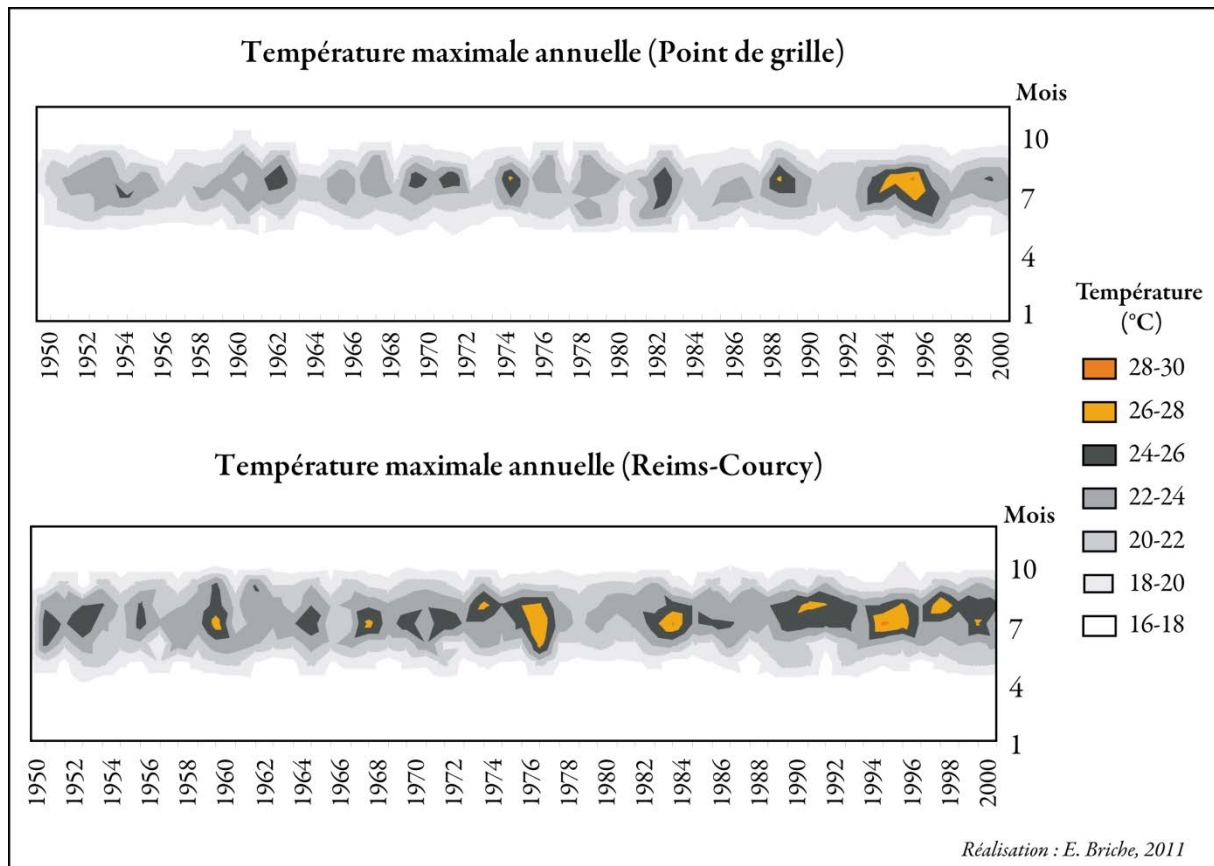 Température maximale annuelle (Point de grille)
Mois
10
7
4
1
1950 1952 1954 1956 1958 1960 1962 1964 1966 1968 1970 1972 1974 1976 1978 1980 1982 1984 1986 1988 1990 1992 1994 1996 1998 2000
Température maximale annuelle (Reims-Courcy)
Mois
10
7
4
1
1950 1952 1954 1956 1958 1960 1962 1964 1966 1968 1970 1972 1974 1976 1978 1980 1982 1984 1986 1988 1990 1992 1994 1996 1998 2000
Température
(°C)
28-30
26-28
24-26
22-24
20-22
18-20
16-18
Réalisation : E. Briche, 2011